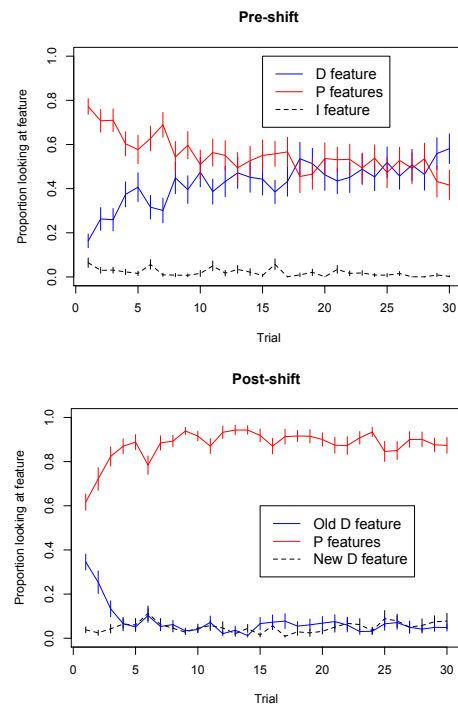 Pre-shift
Proportion looking at feature
0.0 0.2 0.4 0.6 0.8 1.0
D feature
P features
I feature
0 5 10 15 20 25 30
Trial
Post-shift
Proportion looking at feature
0.0 0.2 0.4 0.6 0.8 1.0
Old D feature
P features
New D feature
0 5 10 15 20 25 30
Trial